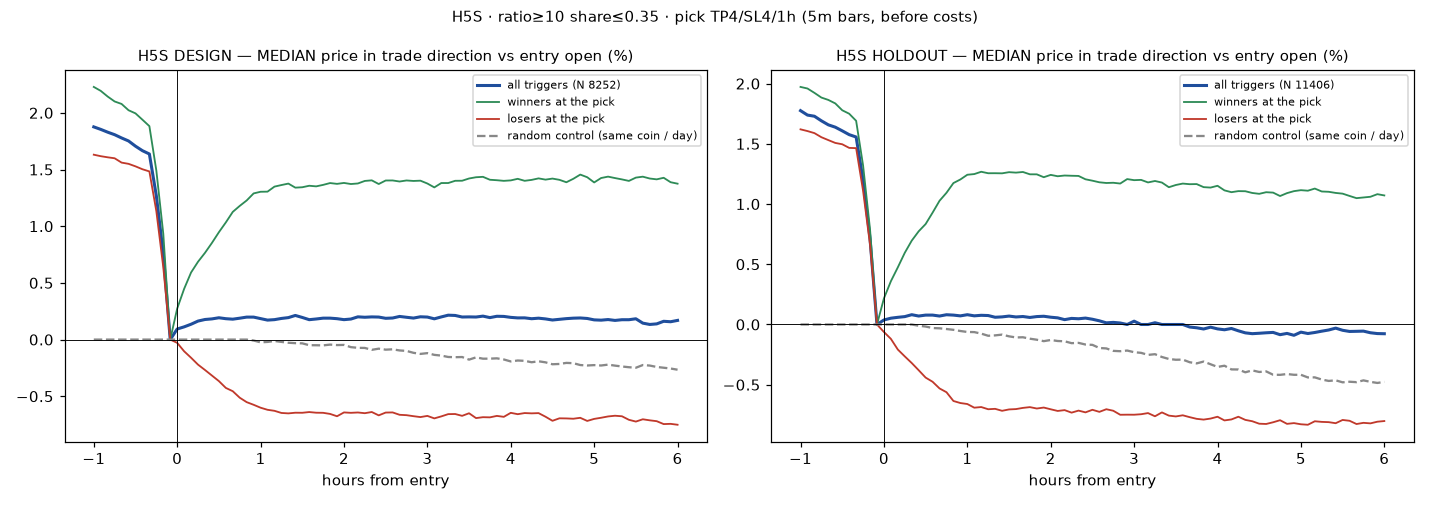 H5S · ratio≥10 share≤0.35 · pick TP4/SL4/1h (5m bars, before costs)
H5S DESIGN — MEDIAN price in trade direction vs entry open (%)
all triggers (N 8252)
winners at the pick
losers at the pick
random control (same coin / day)
2.0
1.5
1.0
0.5
0.0
−0.5
−1
0
1
2
3
4
5
6
hours from entry
H5S HOLDOUT — MEDIAN price in trade direction vs entry open (%)
all triggers (N 11406)
winners at the pick
losers at the pick
random control (same coin / day)
2.0
1.5
1.0
0.5
0.0
−0.5
−1
0
1
2
3
4
5
6
hours from entry